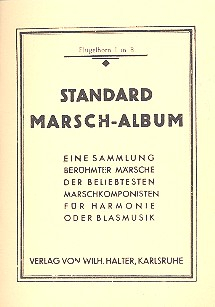 Flügelhorn I in B
STANDARD
MARSCH-ALBUM
EINE SAMMLUNG
BERÜHMTER MÄRSCHE
DER BELIEBTESTEN
MARSCHKOMPONISTEN
FÜR HARMONIE
ODER BLASMUSIK
VERLAG VON WILH. HALTER, KARLSRUHE